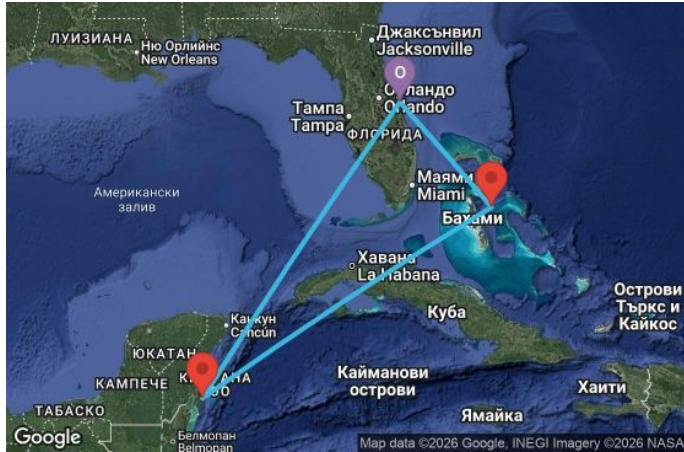 ЛУИЗИАНА
Ню Орлийнс
New Orleans
Джаксънвил
Jacksonville
O
Орландо
Orlando
Тампа
Tampa
ФЛОРИДА
Маями
Miami
Американски
залив
Бахами
Хавана
La Habana
Куба
Острови
Търкс и
Кайкос
Канкун
Cancún
ЮКАТАН
КАМПЕЧЕ
ТАБАСКО
Кайманови
острови
Хаити
Ямайка
Белмопан
Belmopan
Google
Map data ©2026 Google, INEGI Imagery ©2026 NASA